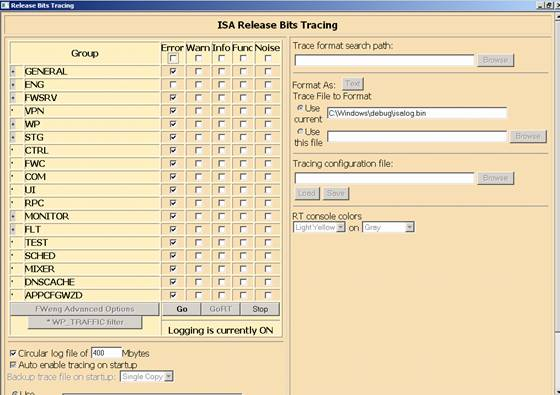 Release Bits Tracing
ISA Release Bits Tracing
Group Error Warn Info Func Noise
GENERAL
ENG
FWSRV
VPN
WP
STG
CTRL
FWC
COM
UI
RPC
MONITOR
FLT
TEST
SCHED
MIXER
DNSCACHE
APPCFGWZD
FWeng Advanced Options
Go
GoRT
Stop
* WP_TRAFFIC filter
Logging is currently ON
Circular log file of 400 Mbytes
Auto enable tracing on startup
Backup trace file on startup: Single Copy
Use
Trace format search path:
Browse
Format As: Text
Trace File to Format
Use current C:\Windows\debug\isalog.bin
Use this file Browse
Tracing configuration file:
Browse
Load Save
RT console colors
Light Yellow on Gray